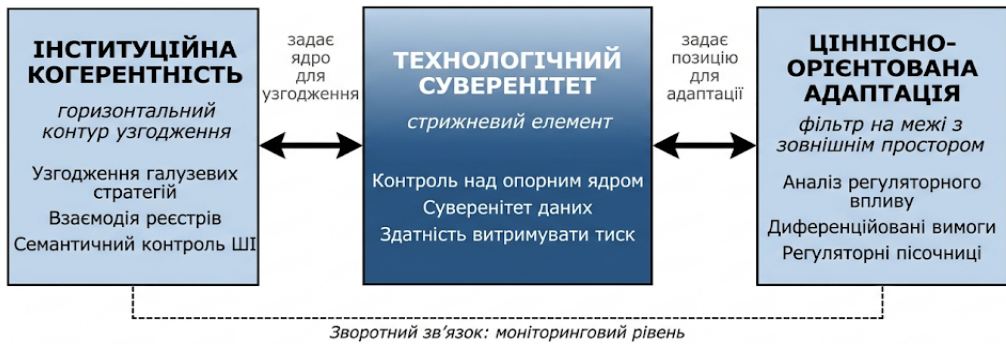 ІНСТИТУЦІЙНА
КОГЕРЕНТНІСТЬ
горизонтальний
контур узгодження
Узгодження галузевих
стратегій
Взаємодія реєстрів
Семантичний контроль ШІ
задає
ядро
для
узгодження
ТЕХНОЛОГІЧНИЙ
СУВЕРЕНІТЕТ
стрижневий елемент
Контроль над опорним ядром
Суверенітет даних
Здатність витримувати тиск
задає
позицію
для
адаптації
ЦІННІСНО-
ОРІЄНТОВАНА
АДАПТАЦІЯ
фільтр на межі з
зовнішнім простором
Аналіз регуляторного
впливу
Диференційовані вимоги
Регуляторні пісочниці
Зворотний зв’язок: моніторинговий рівень